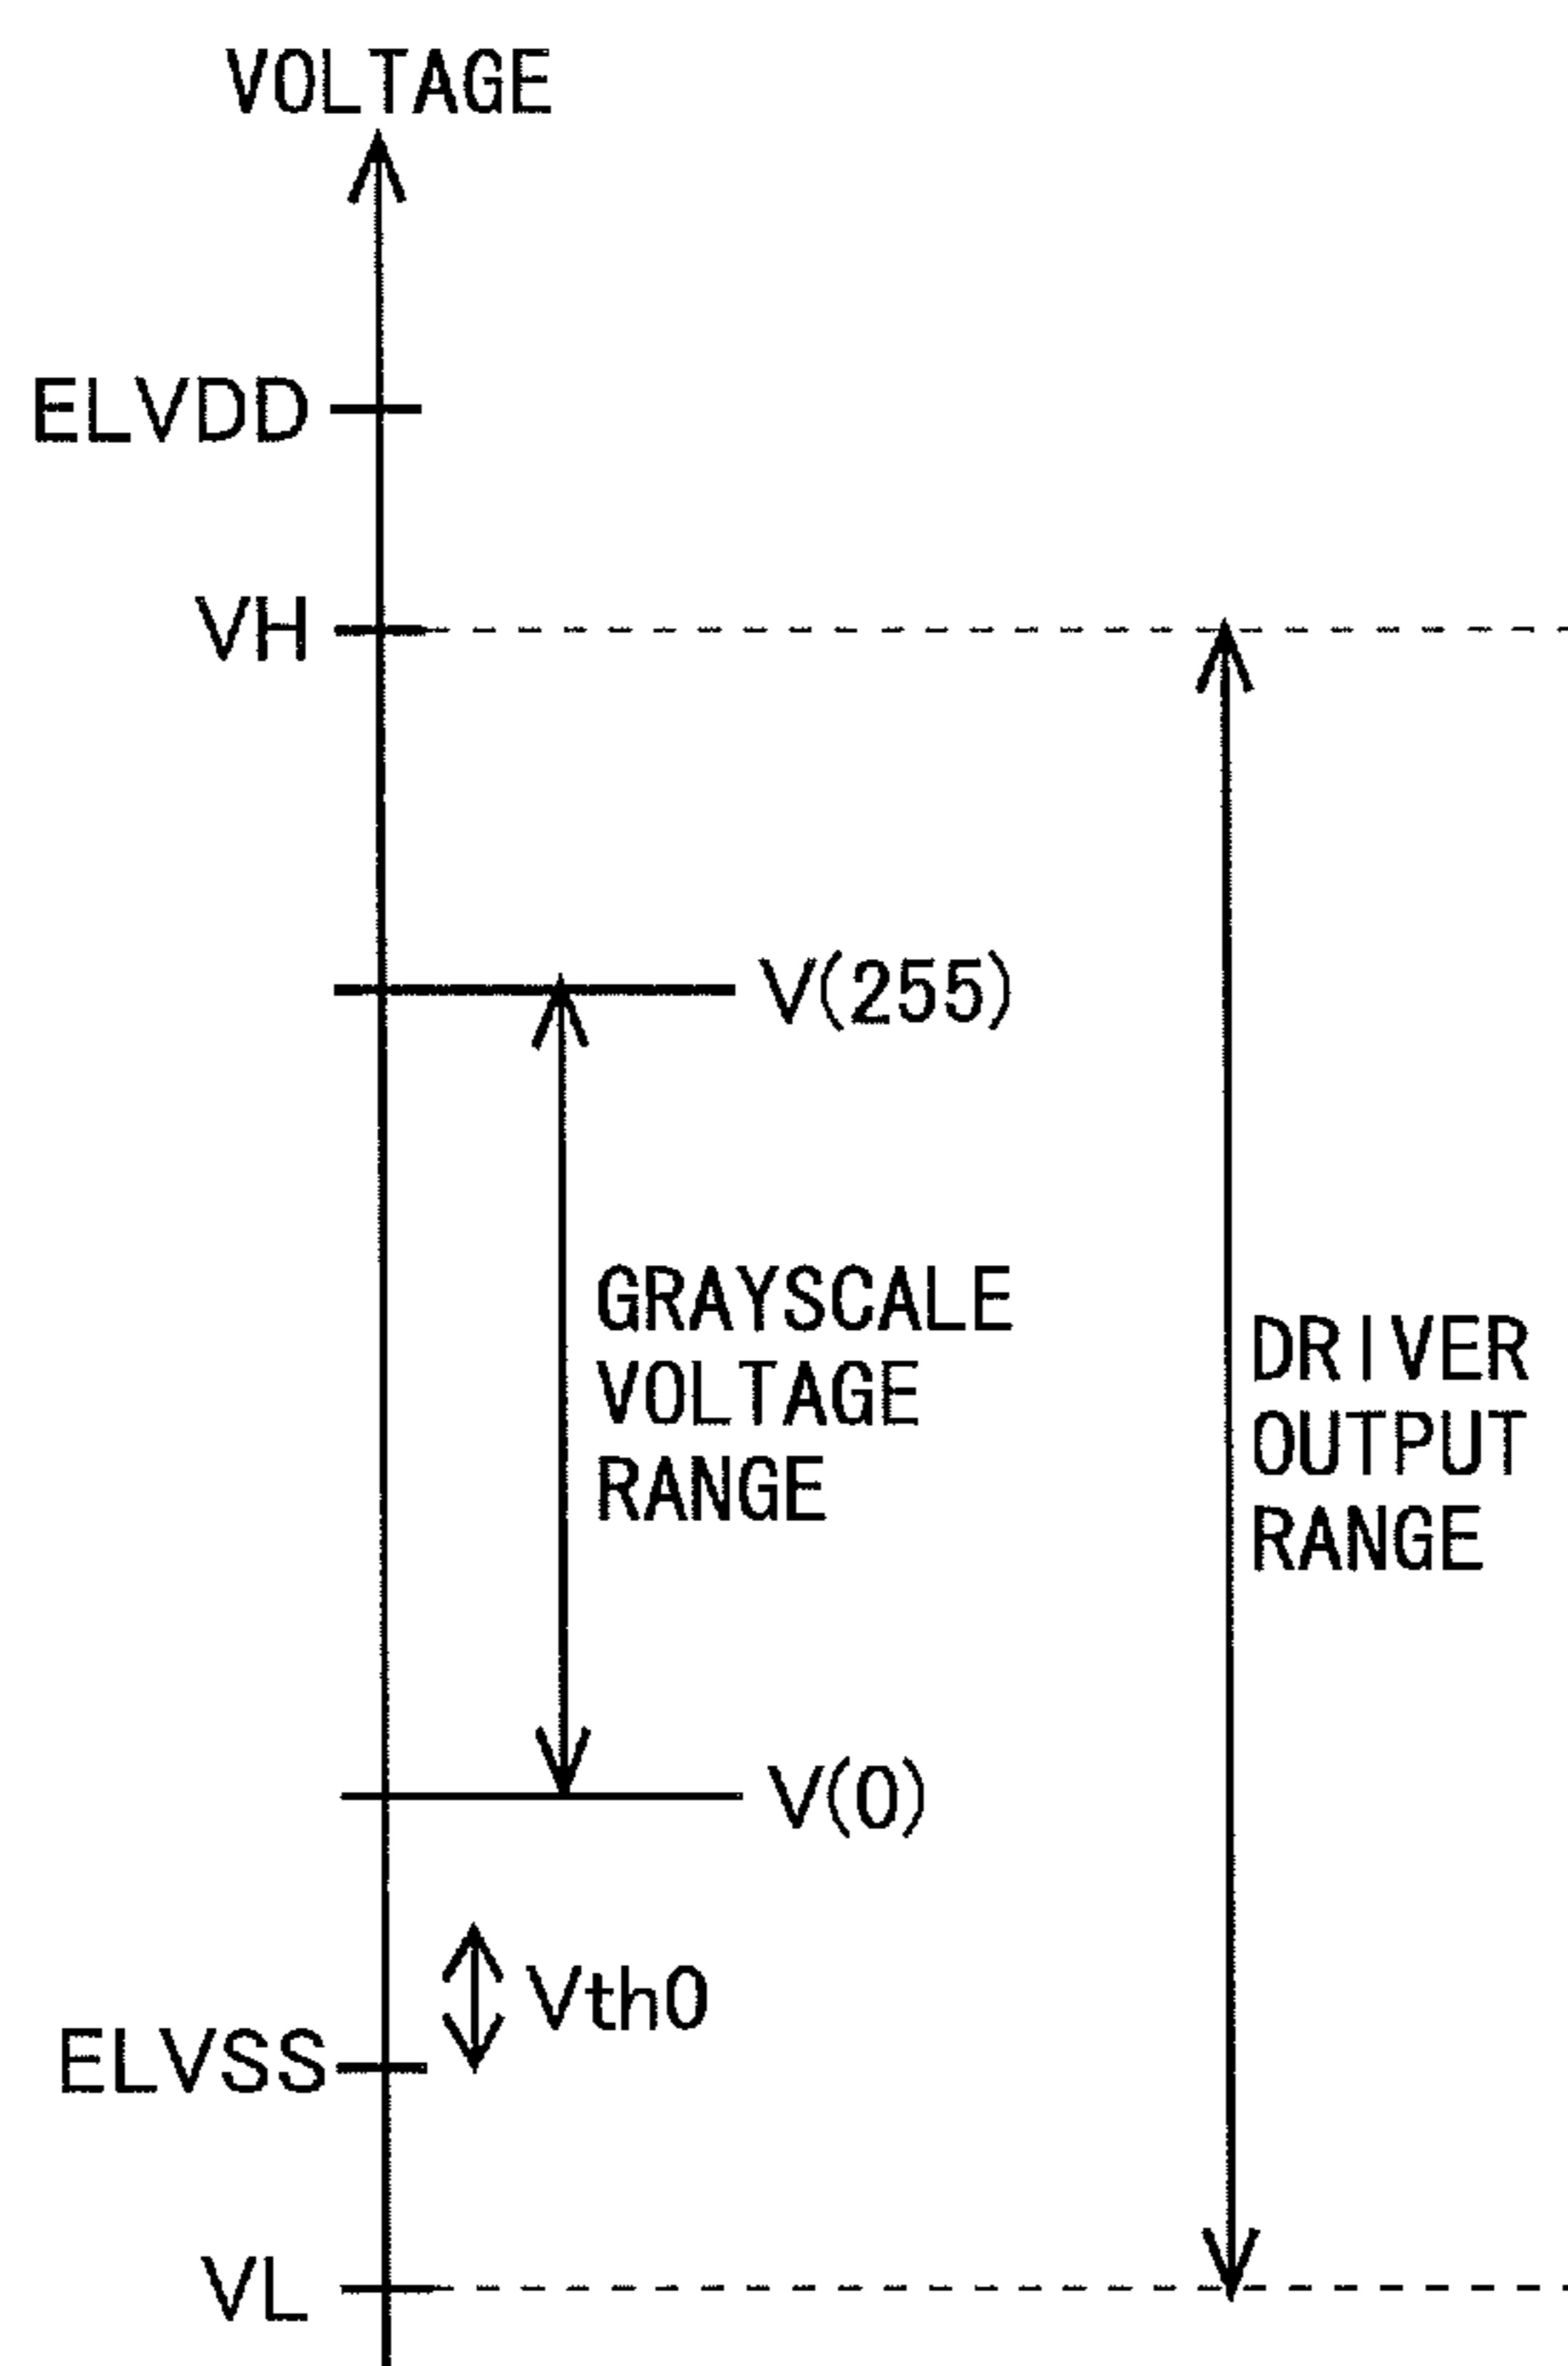 VOLTAGE
ELVDD
VH
V(255)
GRAYSCALE
VOLTAGE
RANGE
DRIVER
OUTPUT
RANGE
V(0)
Vth0
ELVSS
VL